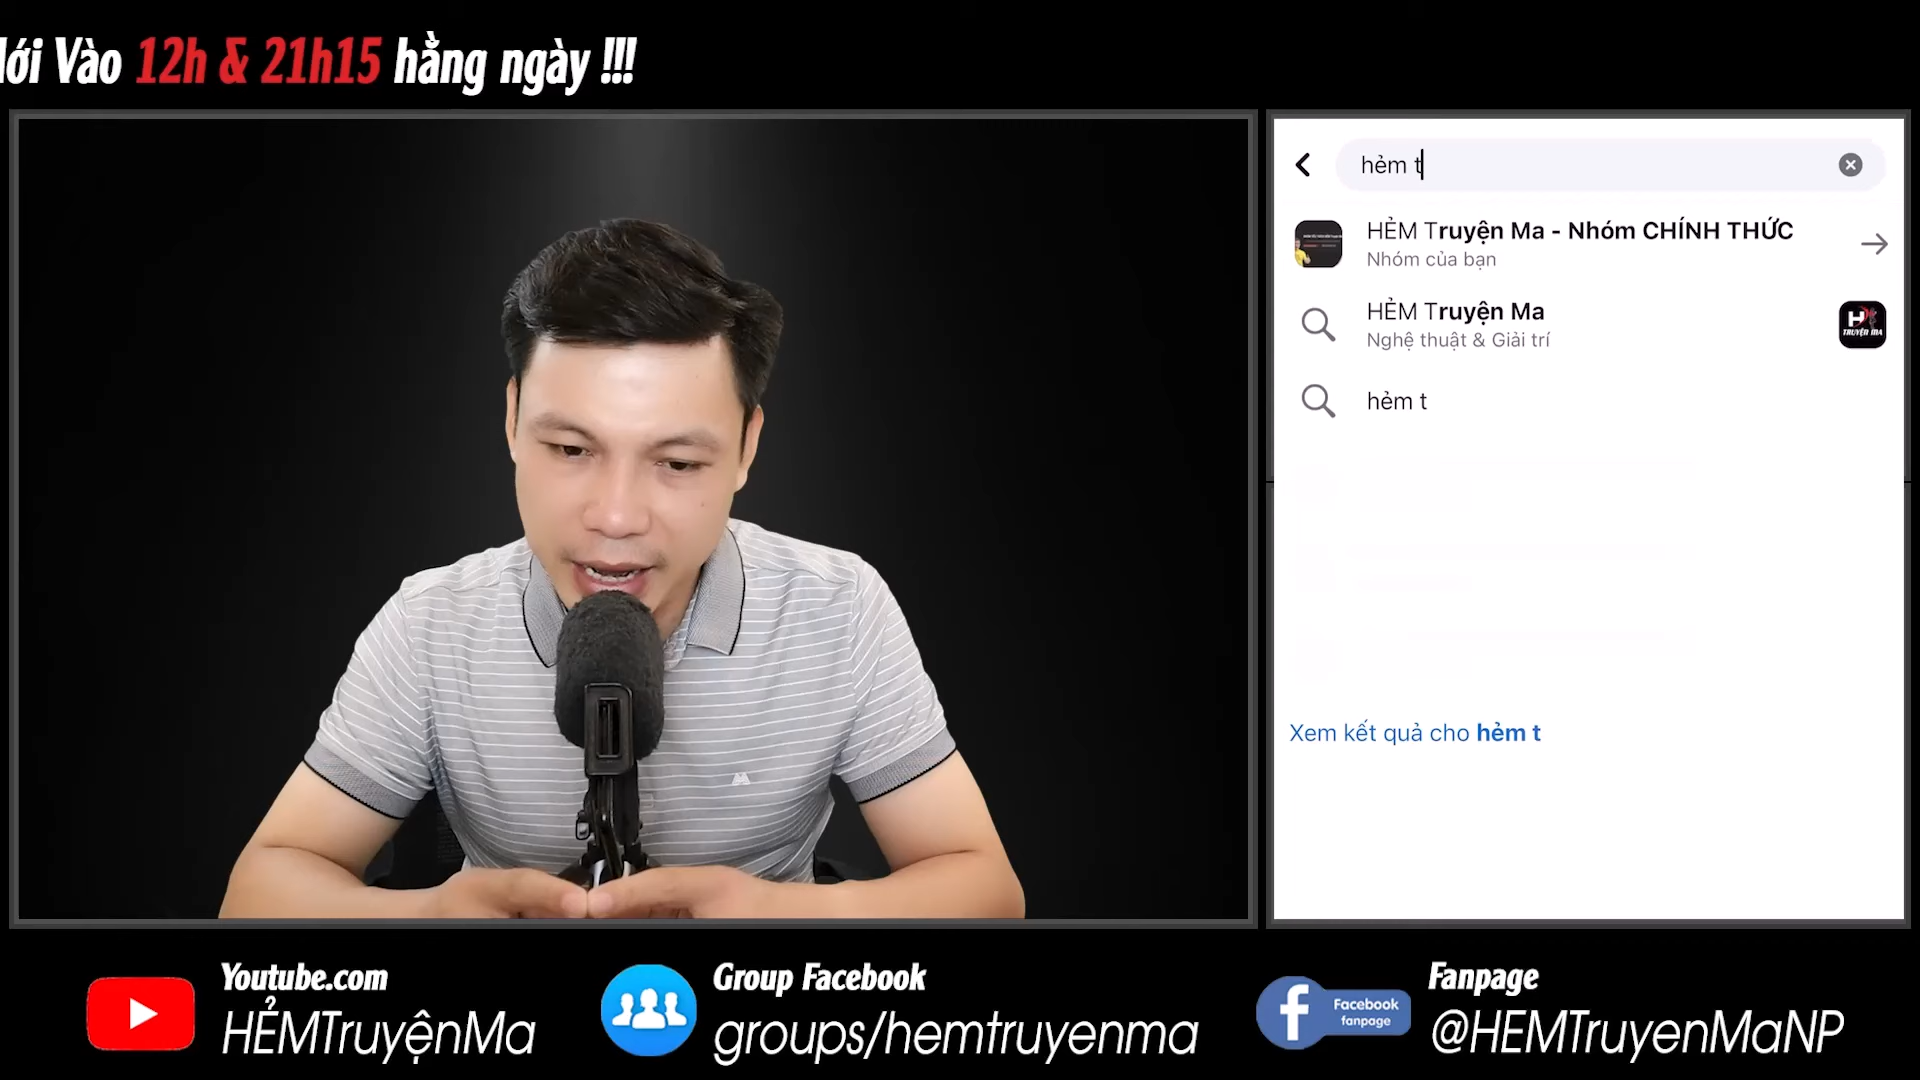 ới Vào 12h & 21h15 hằng ngày !!!
hẻm t
HẺM Truyện Ma - Nhóm CHÍNH THỨC
Nhóm của bạn
HẺM Truyện Ma
Nghệ thuật & Giải trí
H
TRUYỆN MA
hẻm t
Xem kết quả cho hẻm t
Youtube.com
HẺMTruyệnMa
Group Facebook
groups/hemtruyenma
Facebook
fanpage
Fanpage
@HEMTruyenMaNP